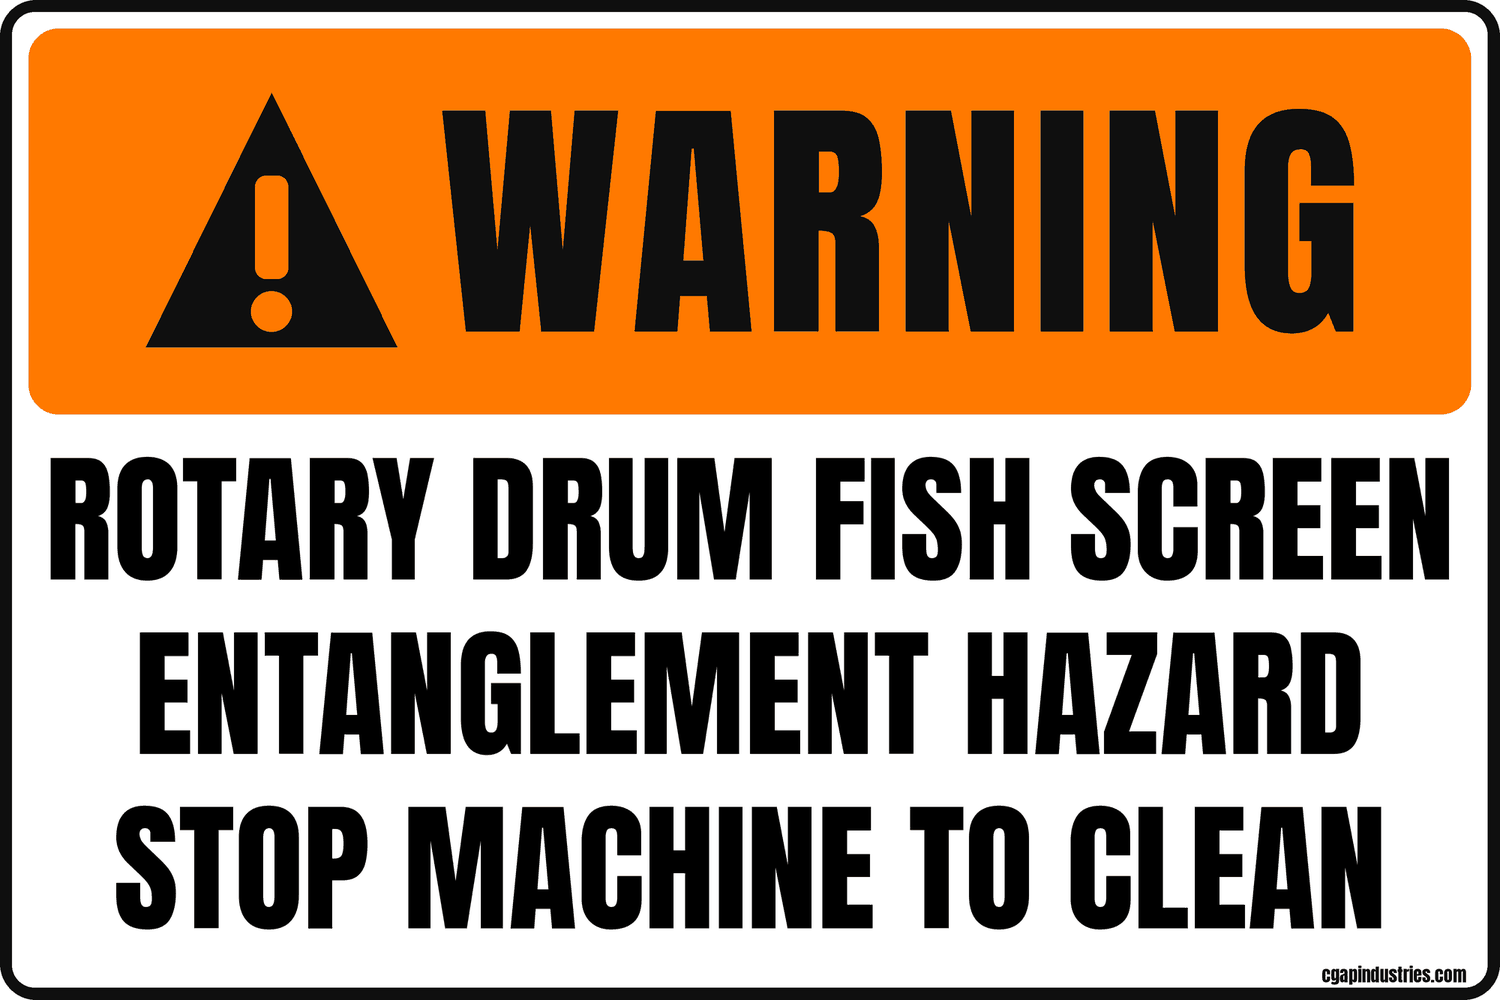 WARNING
ROTARY DRUM FISH SCREEN
ENTANGLEMENT HAZARD
STOP MACHINE TO CLEAN
cgapindustries.com